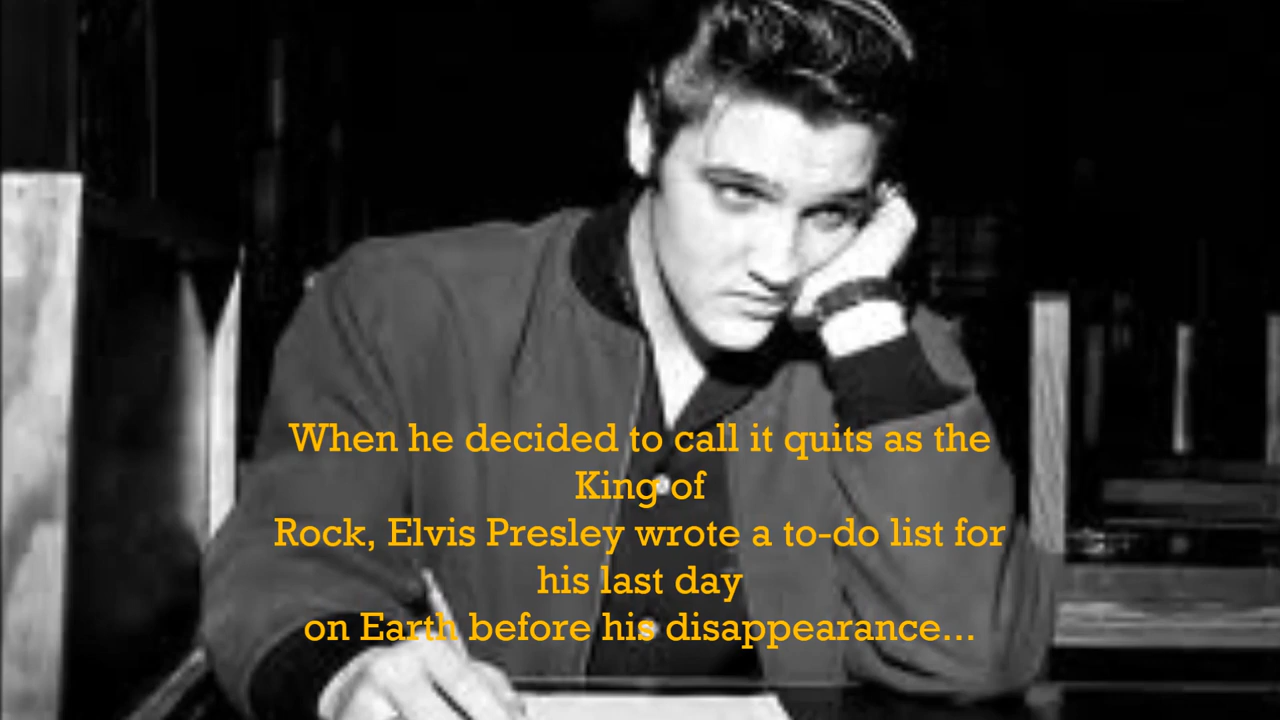 When he decided to call it quits as the
King of
Rock, Elvis Presley wrote a to-do list for
his last day
on Earth before his disappearance...